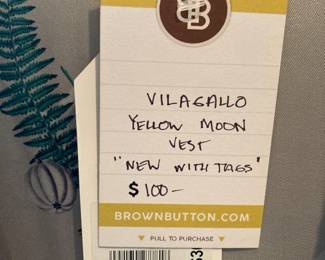 VILAGALLO
YELLOW MOON
VEST
"NEW WITH TAGS"
$100-
BROWNBUTTON.COM
PULL TO PURCHASE